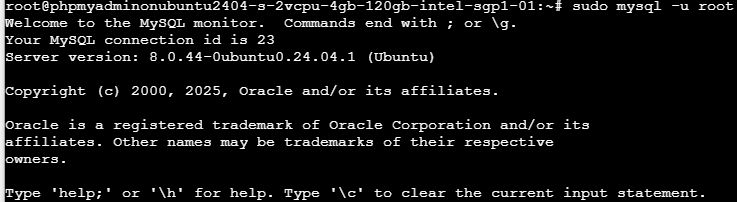 root@phpmyadminonubuntu2404-s-2vcpu-4gb-120gb-intel-sgp1-01:~# sudo mysql -u root
Welcome to the MySQL monitor.  Commands end with ; or \g.
Your MySQL connection id is 23
Server version: 8.0.44-0ubuntu0.24.04.1 (Ubuntu)
Copyright (c) 2000, 2025, Oracle and/or its affiliates.
Oracle is a registered trademark of Oracle Corporation and/or its
affiliates. Other names may be trademarks of their respective
owners.
Type 'help;' or '\h' for help. Type '\c' to clear the current input statement.